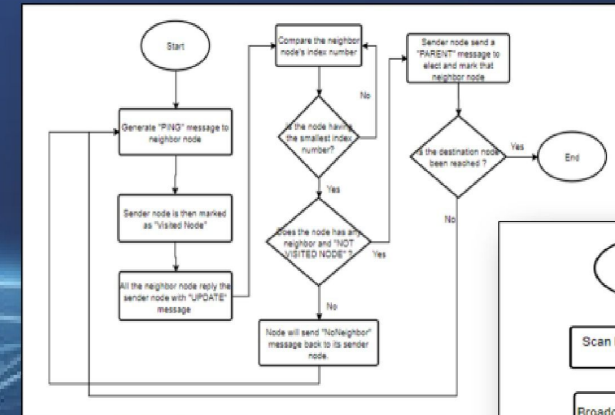 Start
Generate "PING" message to
neighbor node
Sender node is then marked
as "Visited Node"
All the neighbor node reply the
sender node with "UPDATE"
message
Compare the neighbor
node's index number
No
Is the node having
the smallest index
number?
Yes
Does the node has any
neighbor and "NOT
VISITED NODE" ?
Yes
No
Node will send "NoNeighbor"
message back to its sender
node.
Sender node send a
"PARENT" message to
elect and mark that
neighbor node
Is the destination node
been reached ?
Yes
No
End
Scan